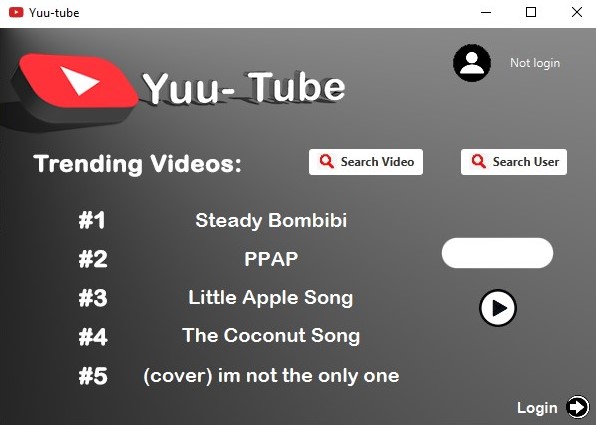 Yuu-tube
Not login
Yuu- Tube
Trending Videos:
Search Video
Search User
#1 Steady Bombibi
#2 PPAP
#3 Little Apple Song
#4 The Coconut Song
#5 (cover) im not the only one
Login